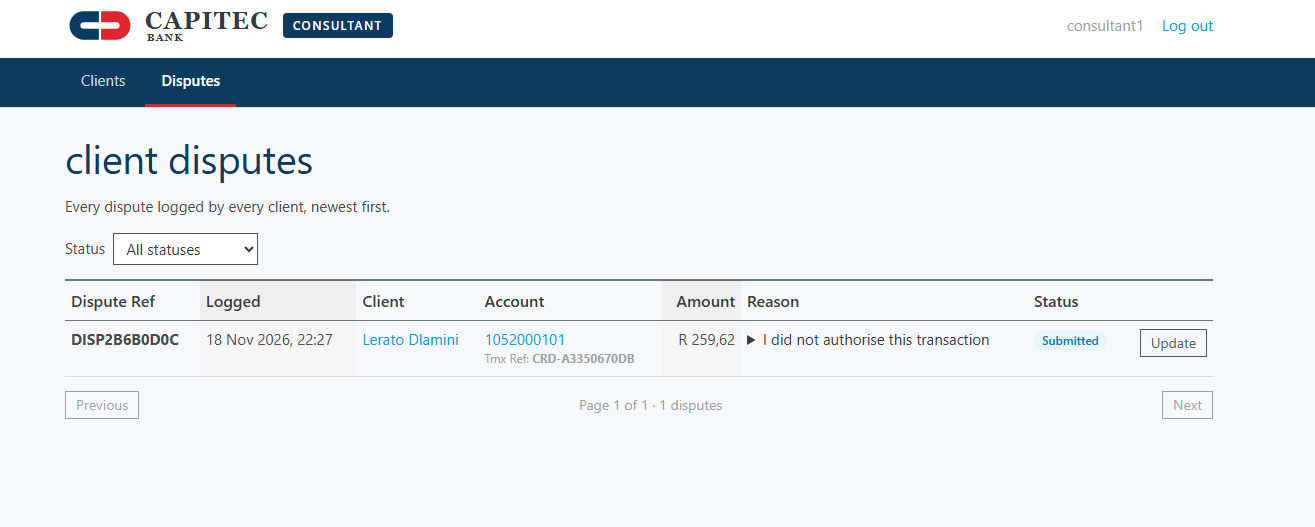 CAPITEC
BANK
CONSULTANT
consultant1 Log out
Clients Disputes
client disputes
Every dispute logged by every client, newest first.
Status All statuses
Dispute Ref Logged Client Account Amount Reason Status
DISP2B6B0D0C 18 Nov 2026, 22:27 Lerato Dlamini 1052000101 R 259,62 I did not authorise this transaction Submitted Update
Trnx Ref: CRD-A3350670DB
Previous Page 1 of 1 · 1 disputes Next